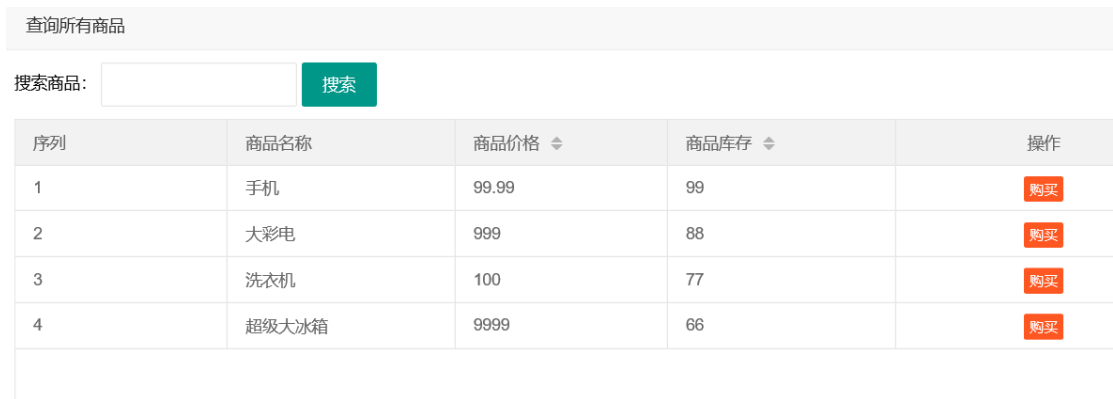 查询所有商品
搜索商品： 搜索
序列 商品名称 商品价格 商品库存 操作
1 手机 99.99 99 购买
2 大彩电 999 88 购买
3 洗衣机 100 77 购买
4 超级大冰箱 9999 66 购买